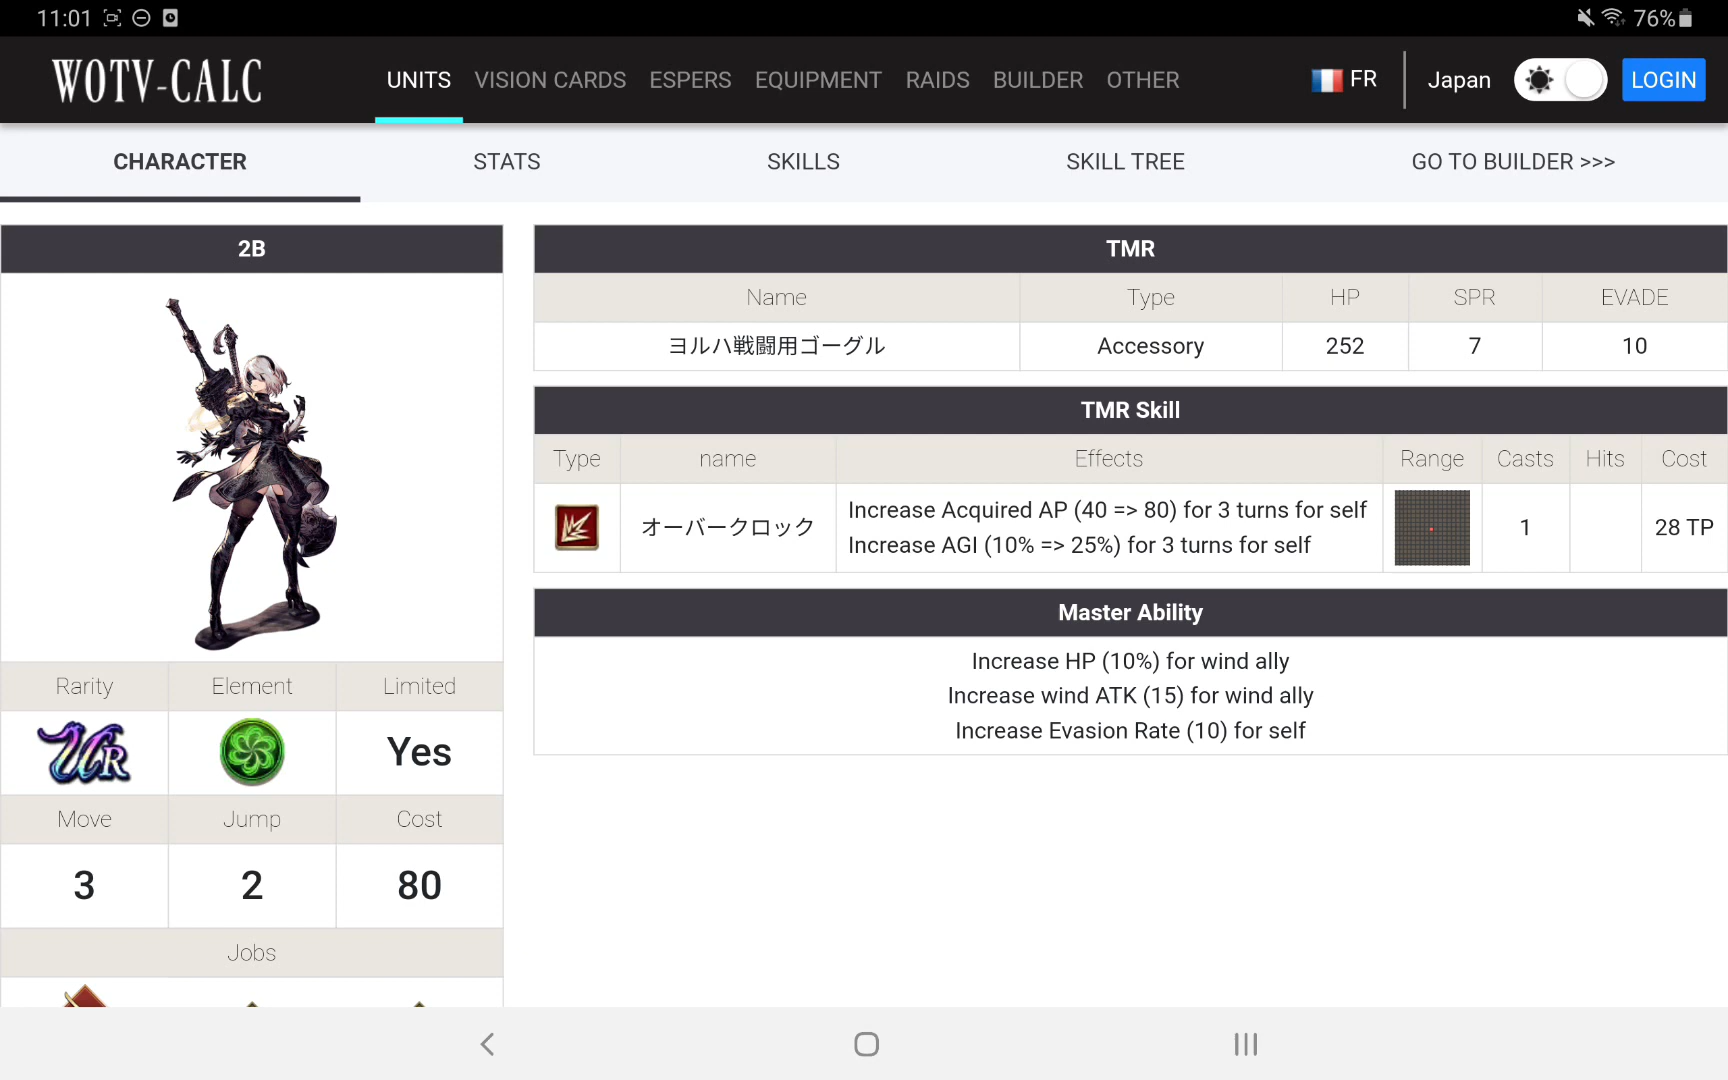 11:01
76%
WOTV-CALC
UNITS VISION CARDS ESPERS EQUIPMENT RAIDS BUILDER OTHER
FR Japan LOGIN
CHARACTER STATS SKILLS SKILL TREE GO TO BUILDER >>>
2B
Rarity Element Limited
UR Yes
Move Jump Cost
3 2 80
Jobs
TMR
Name Type HP SPR EVADE
ヨルハ戦闘用ゴーグル Accessory 252 7 10
TMR Skill
Type name Effects Range Casts Hits Cost
オーバークロック Increase Acquired AP (40 => 80) for 3 turns for self 1 28 TP
Increase AGI (10% => 25%) for 3 turns for self
Master Ability
Increase HP (10%) for wind ally
Increase wind ATK (15) for wind ally
Increase Evasion Rate (10) for self